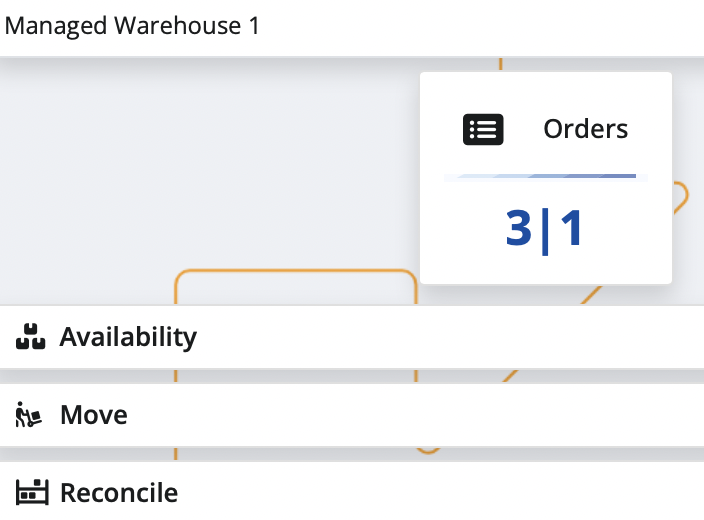 Managed Warehouse 1
Orders
3|1
Availability
Move
Reconcile